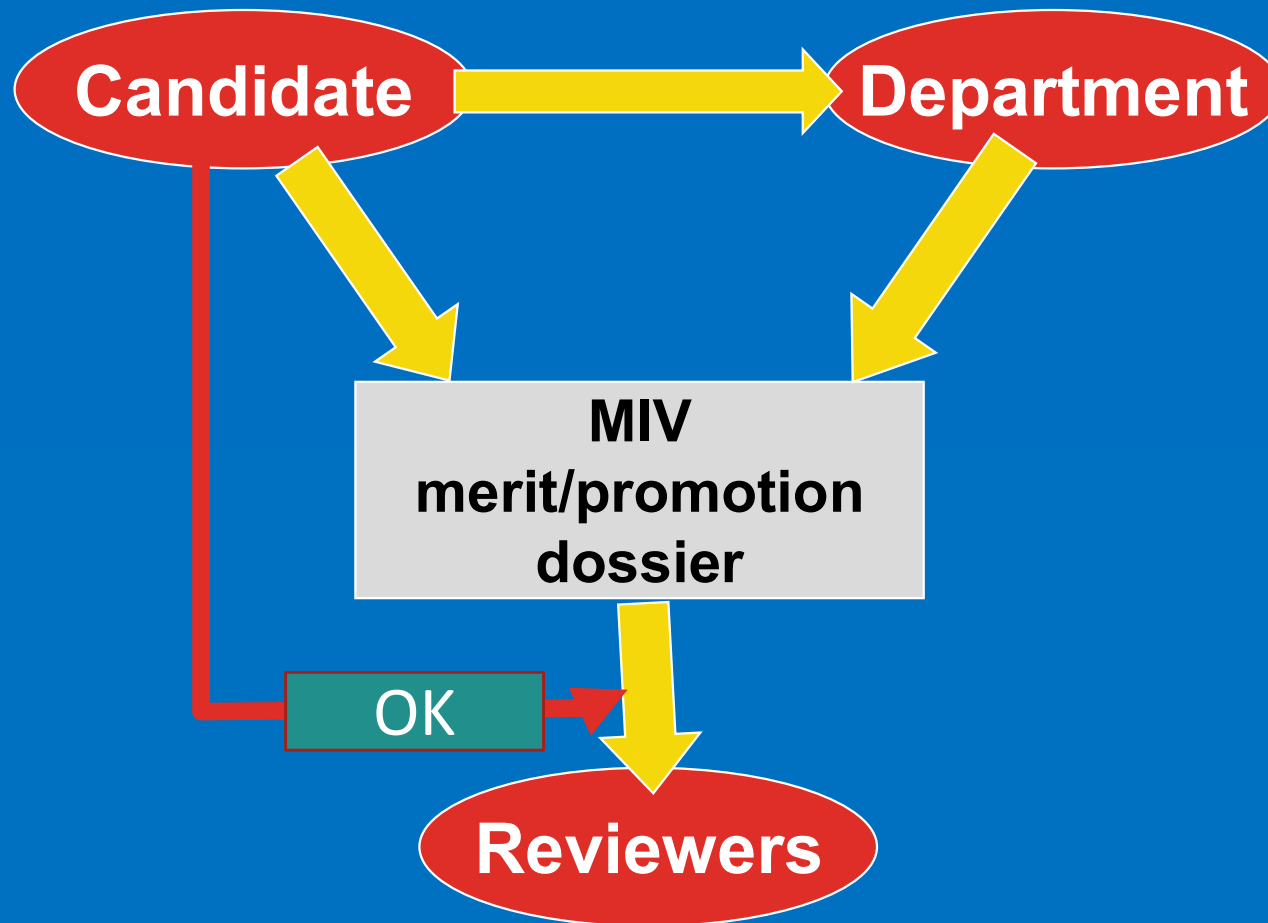 Candidate
Department
MIV
merit/promotion
dossier
OK
Reviewers